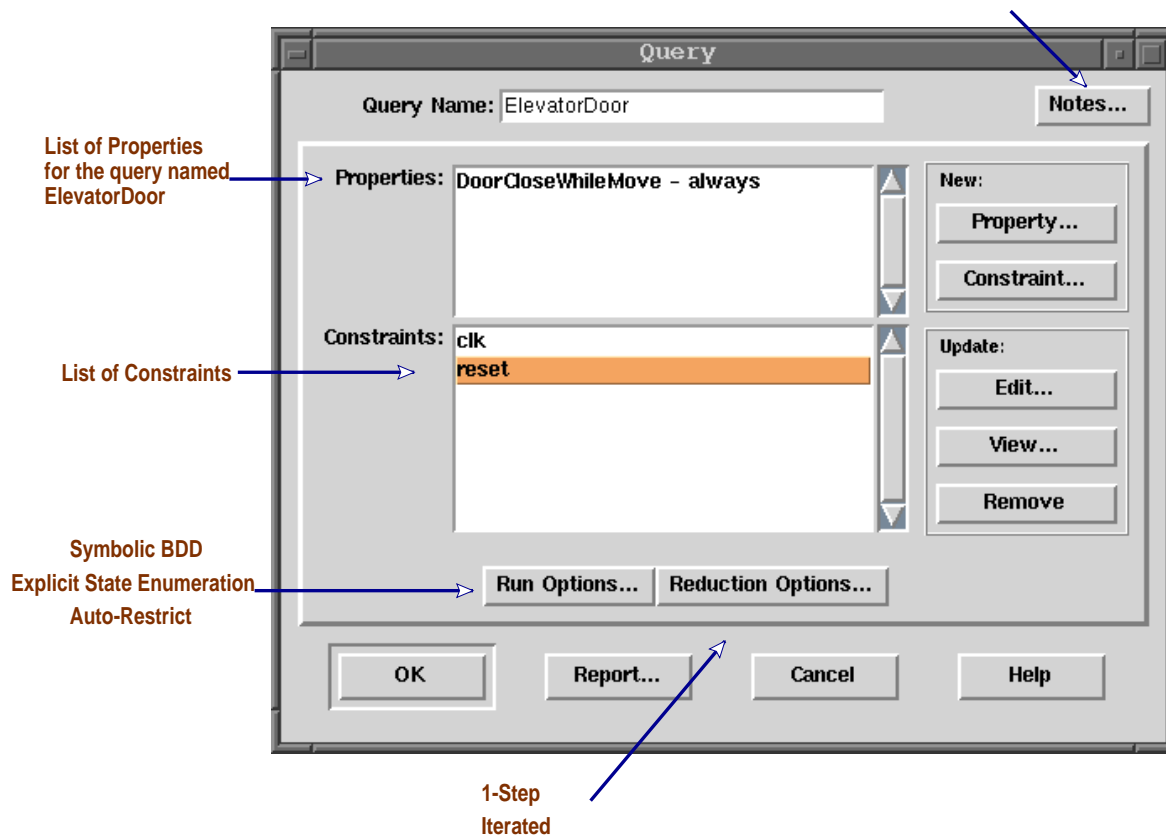 Query
Query Name: ElevatorDoor
Notes...
List of Properties
for the query named
ElevatorDoor
Properties: DoorCloseWhileMove - always
New:
Property...
Constraint...
Constraints: clk
reset
List of Constraints
Update:
Edit...
View...
Remove
Symbolic BDD
Explicit State Enumeration
Auto-Restrict
Run Options... Reduction Options...
OK Report... Cancel Help
1-Step
Iterated